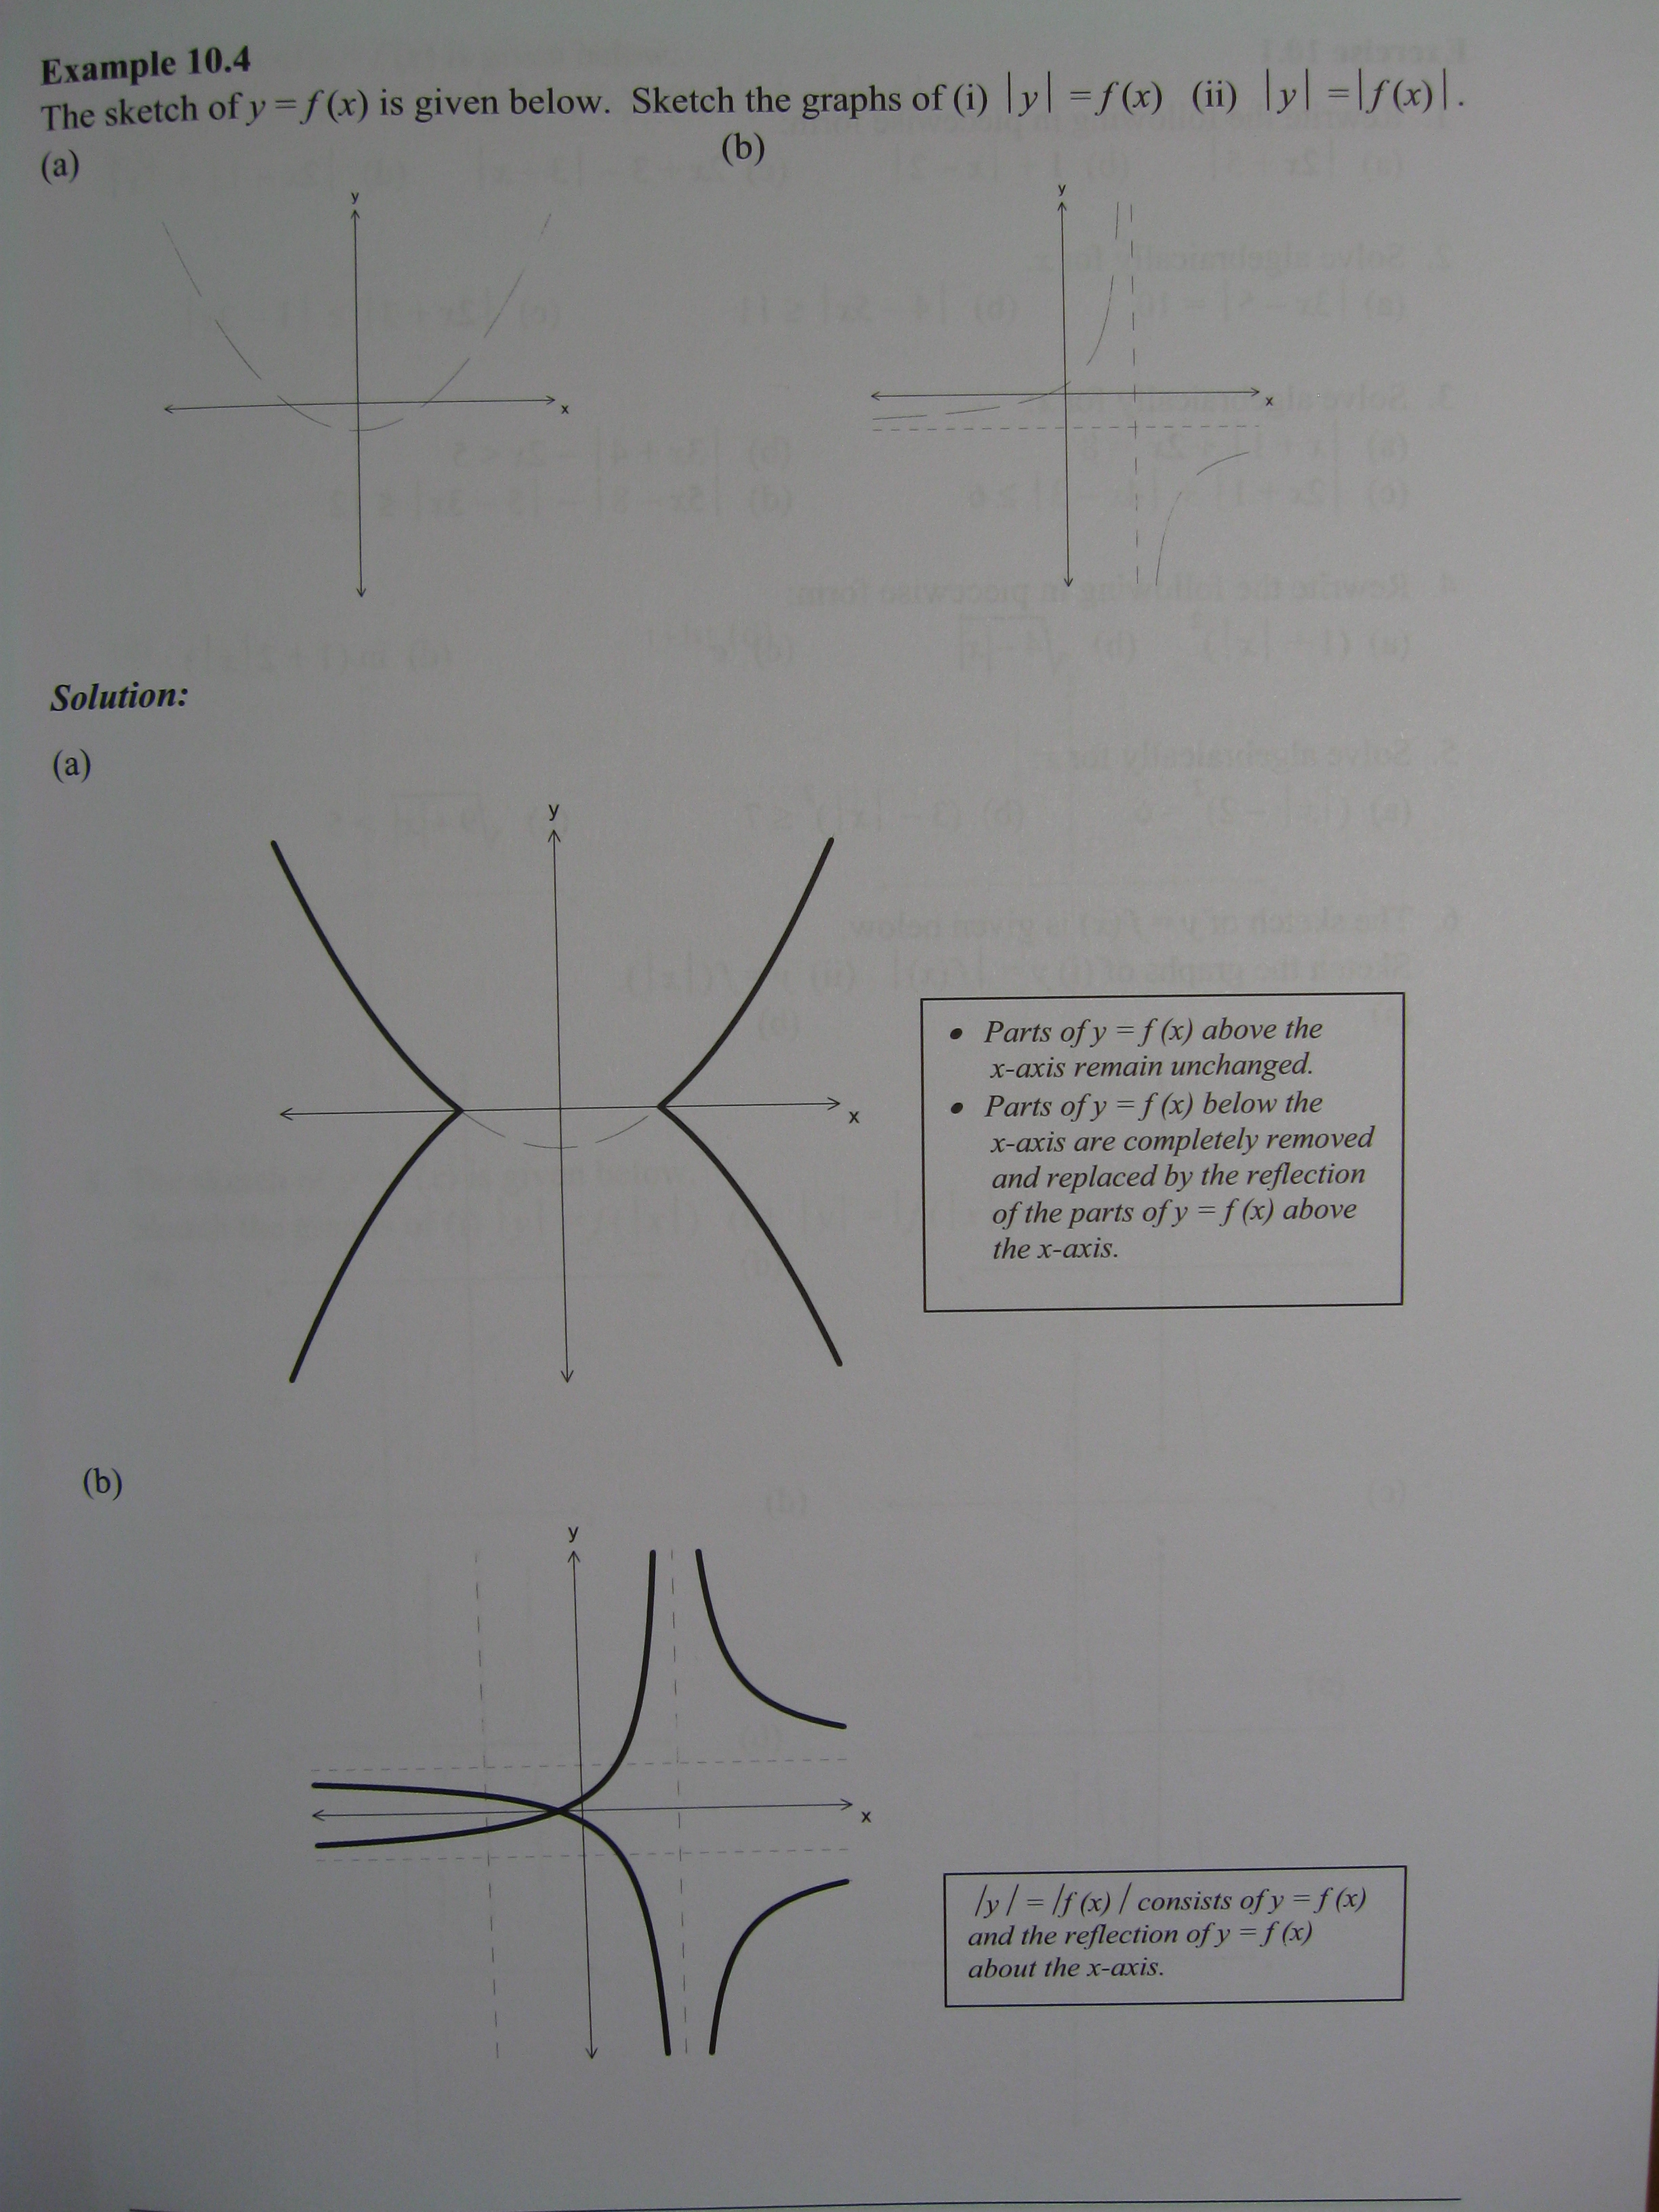 Example 10.4
The sketch of y = f (x) is given below. Sketch the graphs of (i) |y| = f (x) (ii) |y| = |f (x)|.
(a) (b)
y y
x x
Solution:
(a)
y
x
• Parts of y = f (x) above the
x-axis remain unchanged.
• Parts of y = f (x) below the
x-axis are completely removed
and replaced by the reflection
of the parts of y = f (x) above
the x-axis.
(b)
y
x
|y| = |f (x)| consists of y = f (x)
and the reflection of y = f (x)
about the x-axis.